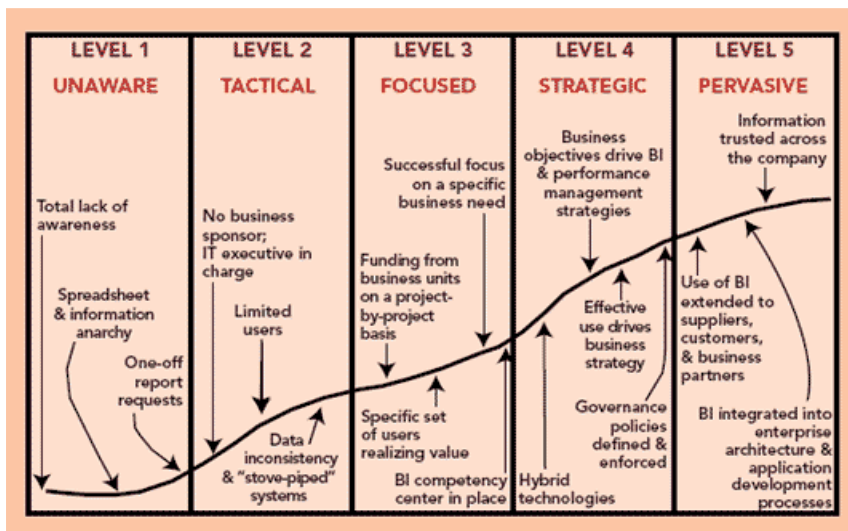 LEVEL 1
UNAWARE
LEVEL 2
TACTICAL
LEVEL 3
FOCUSED
LEVEL 4
STRATEGIC
LEVEL 5
PERVASIVE
Total lack of
awareness
Spreadsheet
& information
anarchy
One-off
report
requests
No business
sponsor;
IT executive in
charge
Limited
users
Data
inconsistency
& "stove-piped"
systems
Funding from
business units
on a project-
by-project
basis
Successful focus
on a specific
business need
Specific set
of users
realizing value
BI competency
center in place
Business
objectives drive BI
& performance
management
strategies
Hybrid
technologies
Effective
use drives
business
strategy
Governance
policies
defined &
enforced
Information
trusted across
the company
Use of BI
extended to
suppliers,
customers,
& business
partners
BI integrated into
enterprise
architecture &
application
development
processes